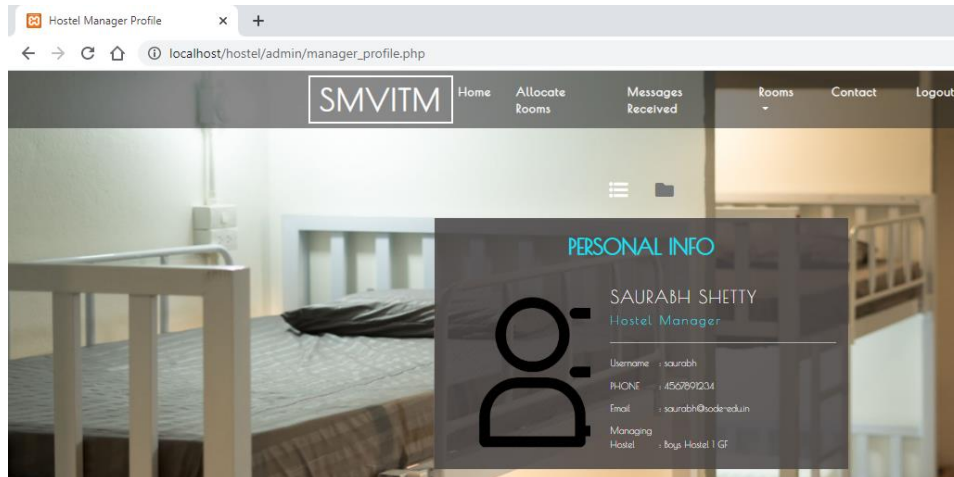 Hostel Manager Profile
localhost/hostel/admin/manager_profile.php
SMVITM Home Allocate Rooms Messages Received Rooms Contact Logout
PERSONAL INFO
SAURABH SHETTY
Hostel Manager
Username : saurabh
PHONE : 4567891234
Email : saurabh@sode-edu.in
Managing
Hostel : Boys Hostel 1 GF